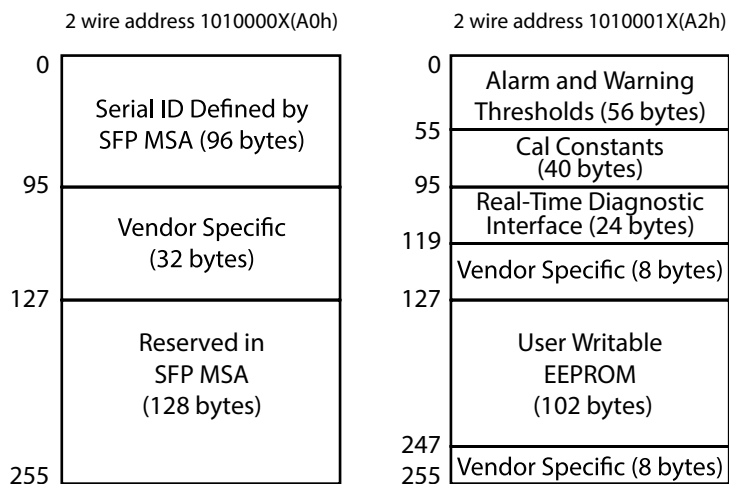 2 wire address 1010000X(A0h)
0
Serial ID Defined by
SFP MSA (96 bytes)
95
Vendor Specific
(32 bytes)
127
Reserved in
SFP MSA
(128 bytes)
255
2 wire address 1010001X(A2h)
0
Alarm and Warning
Thresholds (56 bytes)
55
Cal Constants
(40 bytes)
95
Real-Time Diagnostic
Interface (24 bytes)
119
Vendor Specific (8 bytes)
127
User Writable
EEPROM
(102 bytes)
247
Vendor Specific (8 bytes)
255